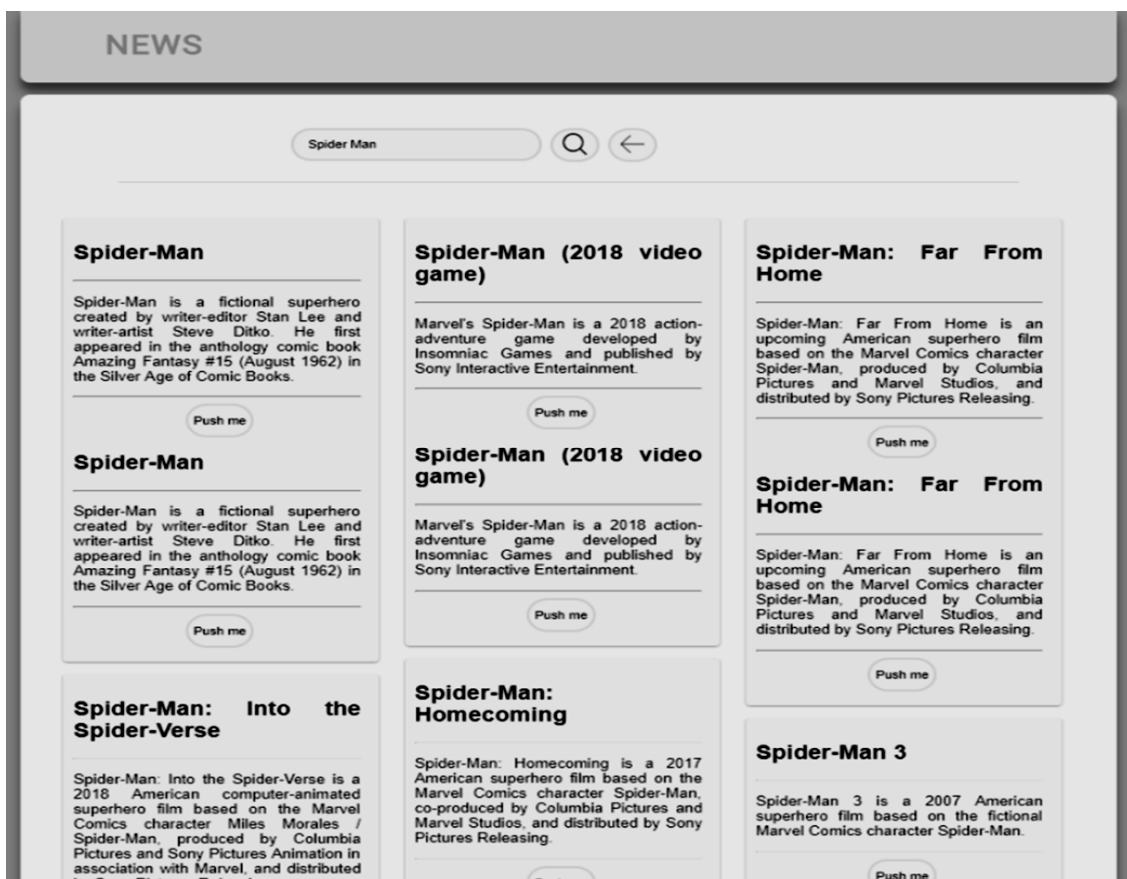 NEWS
Spider Man
Spider-Man
Spider-Man is a fictional superhero
created by writer-editor Stan Lee and
writer-artist Steve Ditko. He first
appeared in the anthology comic book
Amazing Fantasy #15 (August 1962) in
the Silver Age of Comic Books.
Push me
Spider-Man
Spider-Man is a fictional superhero
created by writer-editor Stan Lee and
writer-artist Steve Ditko. He first
appeared in the anthology comic book
Amazing Fantasy #15 (August 1962) in
the Silver Age of Comic Books.
Push me
Spider-Man: Into the
Spider-Verse
Spider-Man: Into the Spider-Verse is a
2018 American computer-animated
superhero film based on the Marvel
Comics character Miles Morales /
Spider-Man, produced by Columbia
Pictures and Sony Pictures Animation in
association with Marvel, and distributed
Spider-Man (2018 video
game)
Marvel's Spider-Man is a 2018 action-
adventure game developed by
Insomniac Games and published by
Sony Interactive Entertainment.
Push me
Spider-Man (2018 video
game)
Marvel's Spider-Man is a 2018 action-
adventure game developed by
Insomniac Games and published by
Sony Interactive Entertainment.
Push me
Spider-Man:
Homecoming
Spider-Man: Homecoming is a 2017
American superhero film based on the
Marvel Comics character Spider-Man,
co-produced by Columbia Pictures and
Marvel Studios, and distributed by Sony
Pictures Releasing.
Spider-Man: Far From
Home
Spider-Man: Far From Home is an
upcoming American superhero film
based on the Marvel Comics character
Spider-Man, produced by Columbia
Pictures and Marvel Studios, and
distributed by Sony Pictures Releasing.
Push me
Spider-Man: Far From
Home
Spider-Man: Far From Home is an
upcoming American superhero film
based on the Marvel Comics character
Spider-Man, produced by Columbia
Pictures and Marvel Studios, and
distributed by Sony Pictures Releasing.
Push me
Spider-Man 3
Spider-Man 3 is a 2007 American
superhero film based on the fictional
Marvel Comics character Spider-Man.
Push me